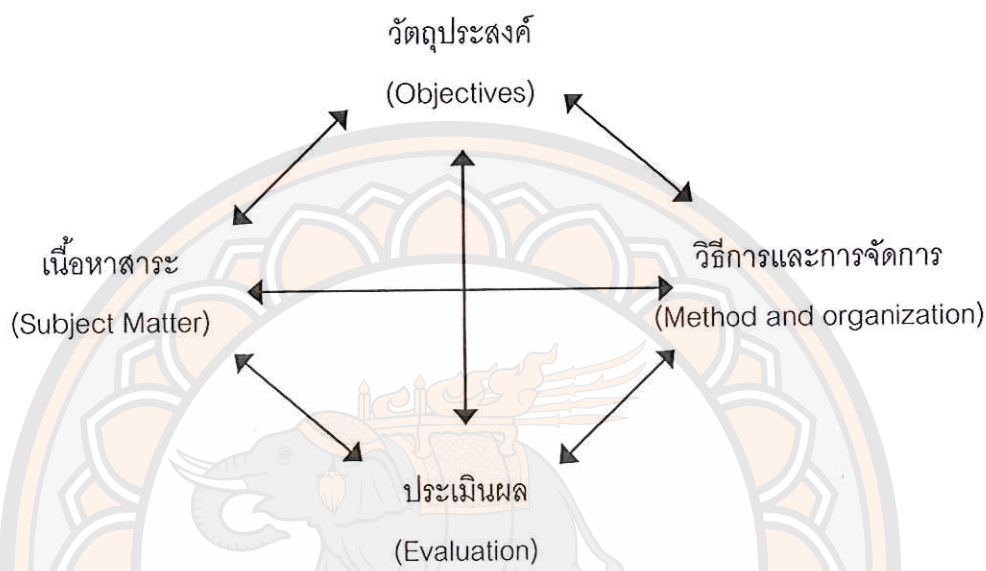 วัตถุประสงค์
(Objectives)
เนื้อหาสาระ
(Subject Matter)
วิธีการและการจัดการ
(Method and organization)
ประเมินผล
(Evaluation)